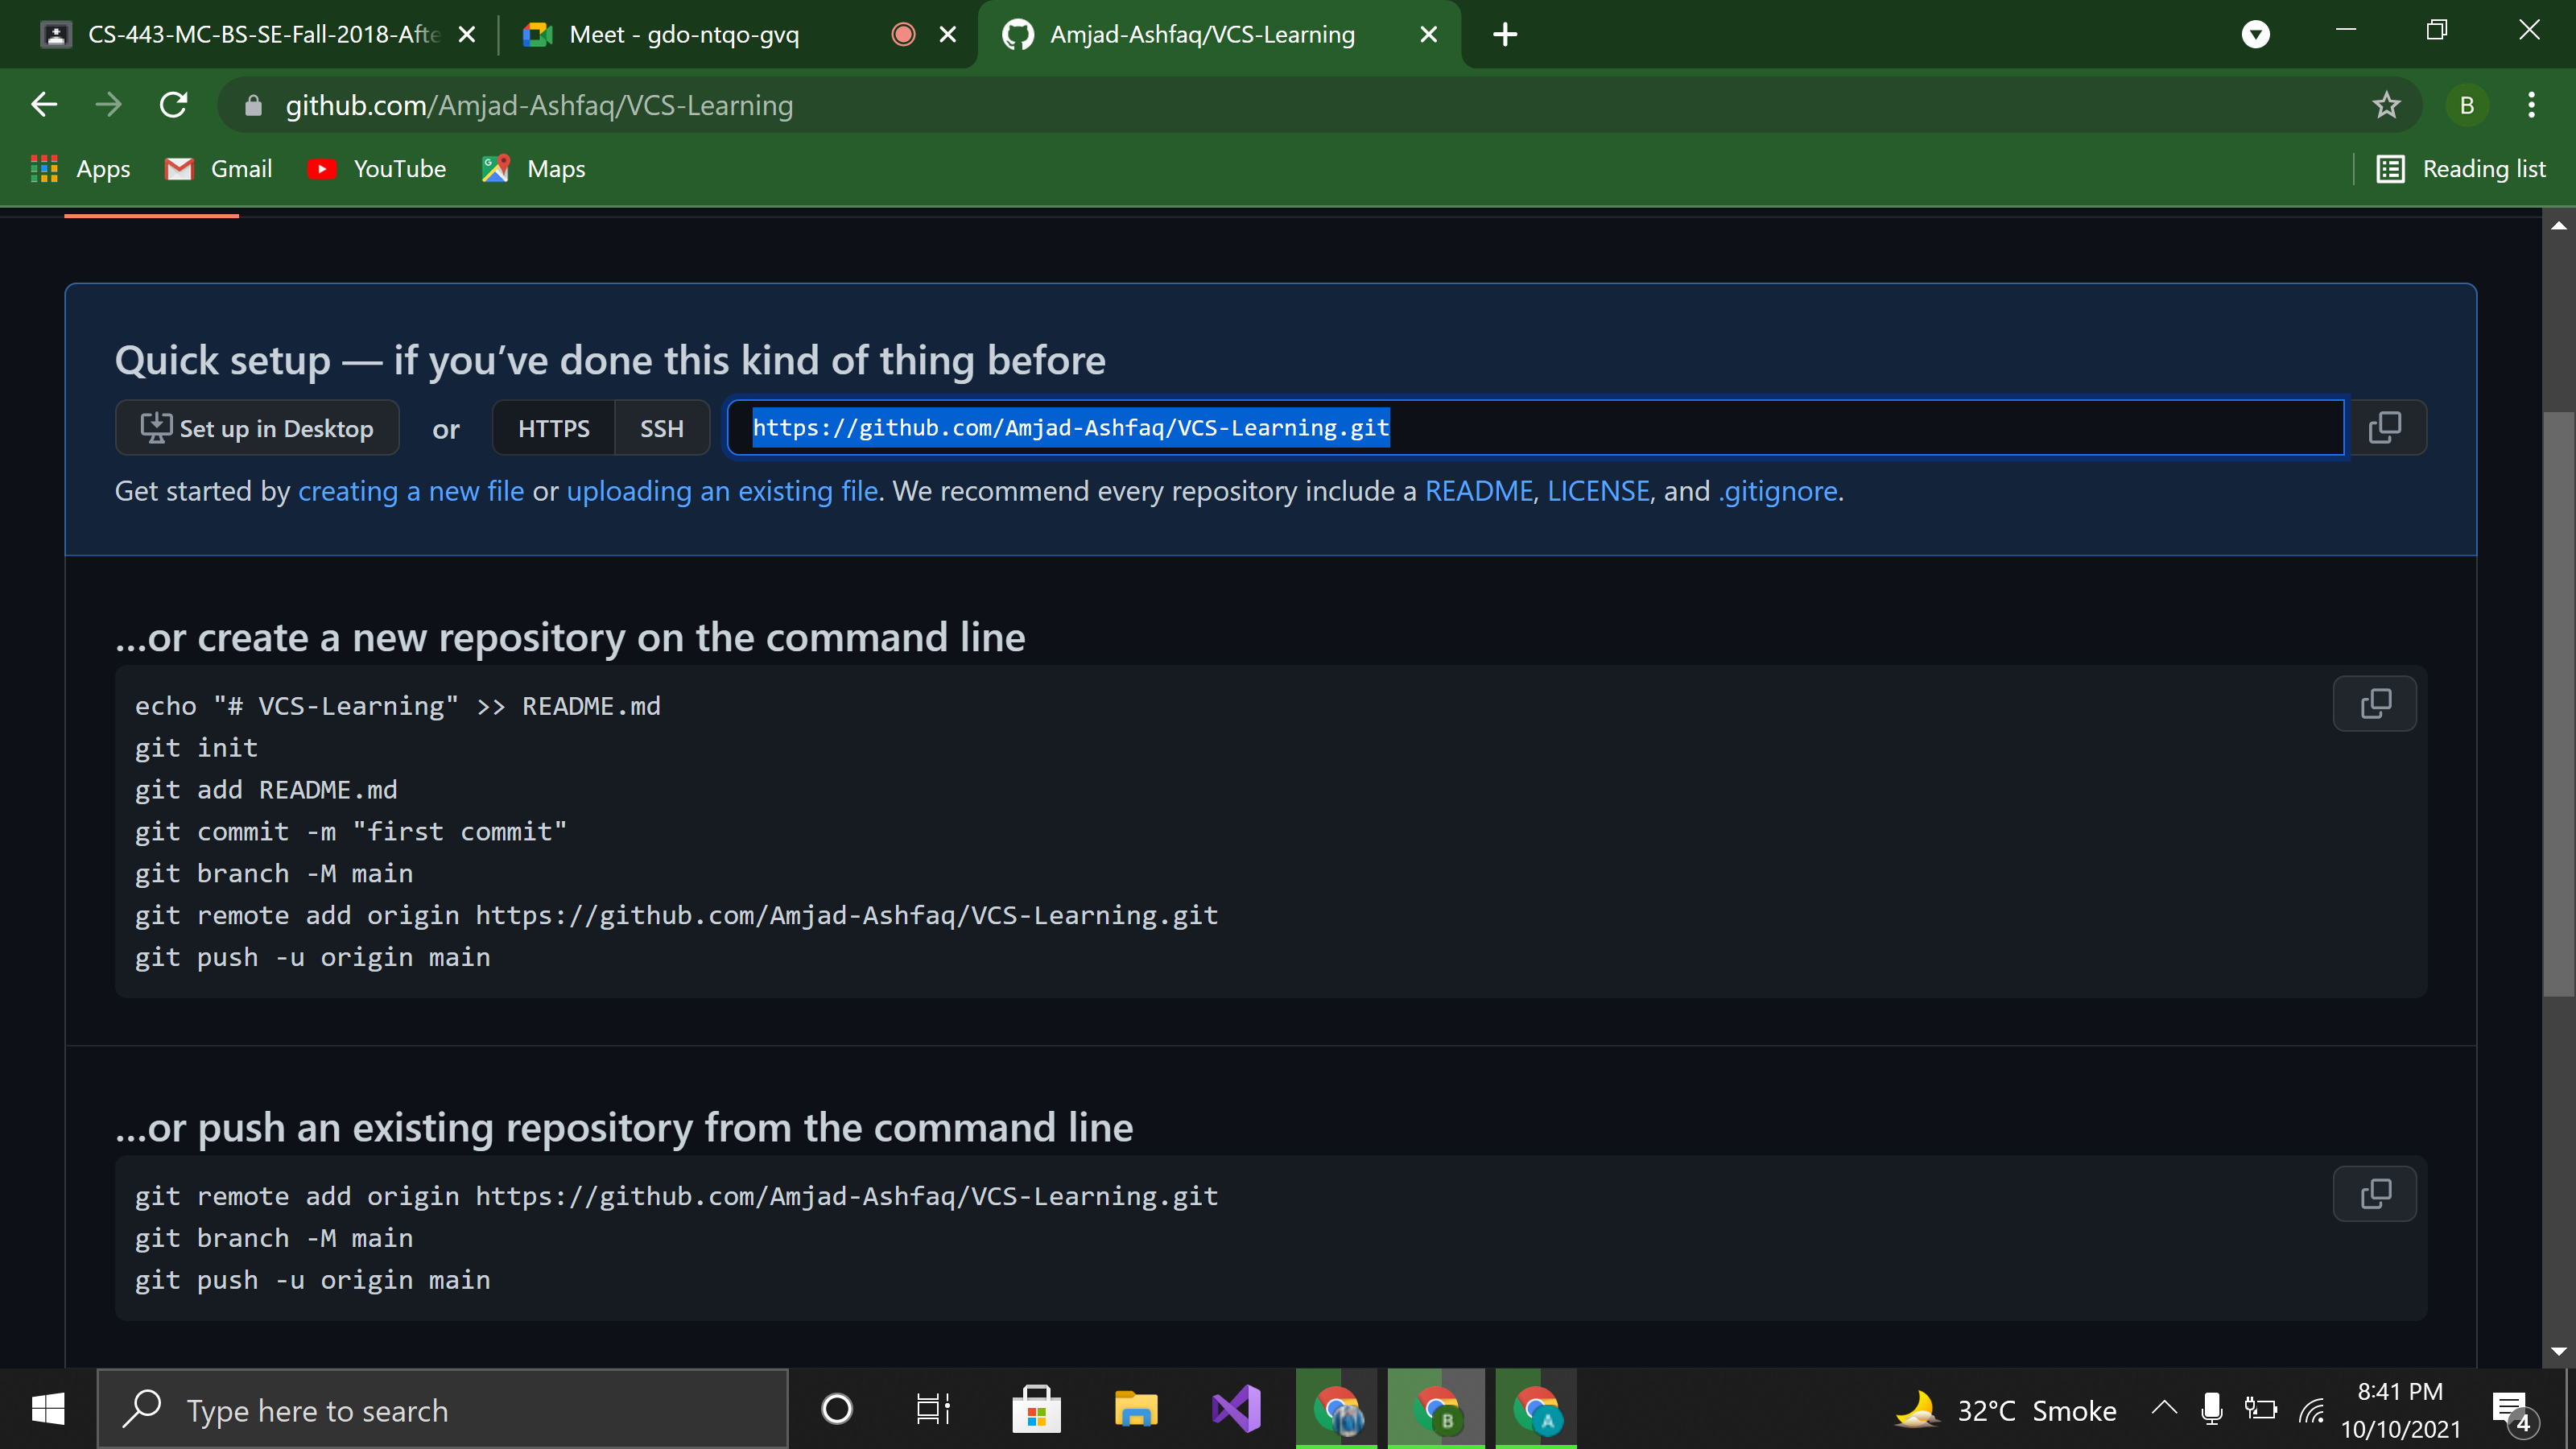 CS-443-MC-BS-SE-Fall-2018-Afte
Meet - gdo-ntqo-gvq
Amjad-Ashfaq/VCS-Learning
github.com/Amjad-Ashfaq/VCS-Learning
B
Apps
Gmail
YouTube
Maps
Reading list
Quick setup — if you’ve done this kind of thing before
Set up in Desktop
or
HTTPS
SSH
https://github.com/Amjad-Ashfaq/VCS-Learning.git
Get started by creating a new file or uploading an existing file. We recommend every repository include a README, LICENSE, and .gitignore.
…or create a new repository on the command line
echo "# VCS-Learning" >> README.md
git init
git add README.md
git commit -m "first commit"
git branch -M main
git remote add origin https://github.com/Amjad-Ashfaq/VCS-Learning.git
git push -u origin main
…or push an existing repository from the command line
git remote add origin https://github.com/Amjad-Ashfaq/VCS-Learning.git
git branch -M main
git push -u origin main
Type here to search
B
A
32°C Smoke
8:41 PM
10/10/2021
4